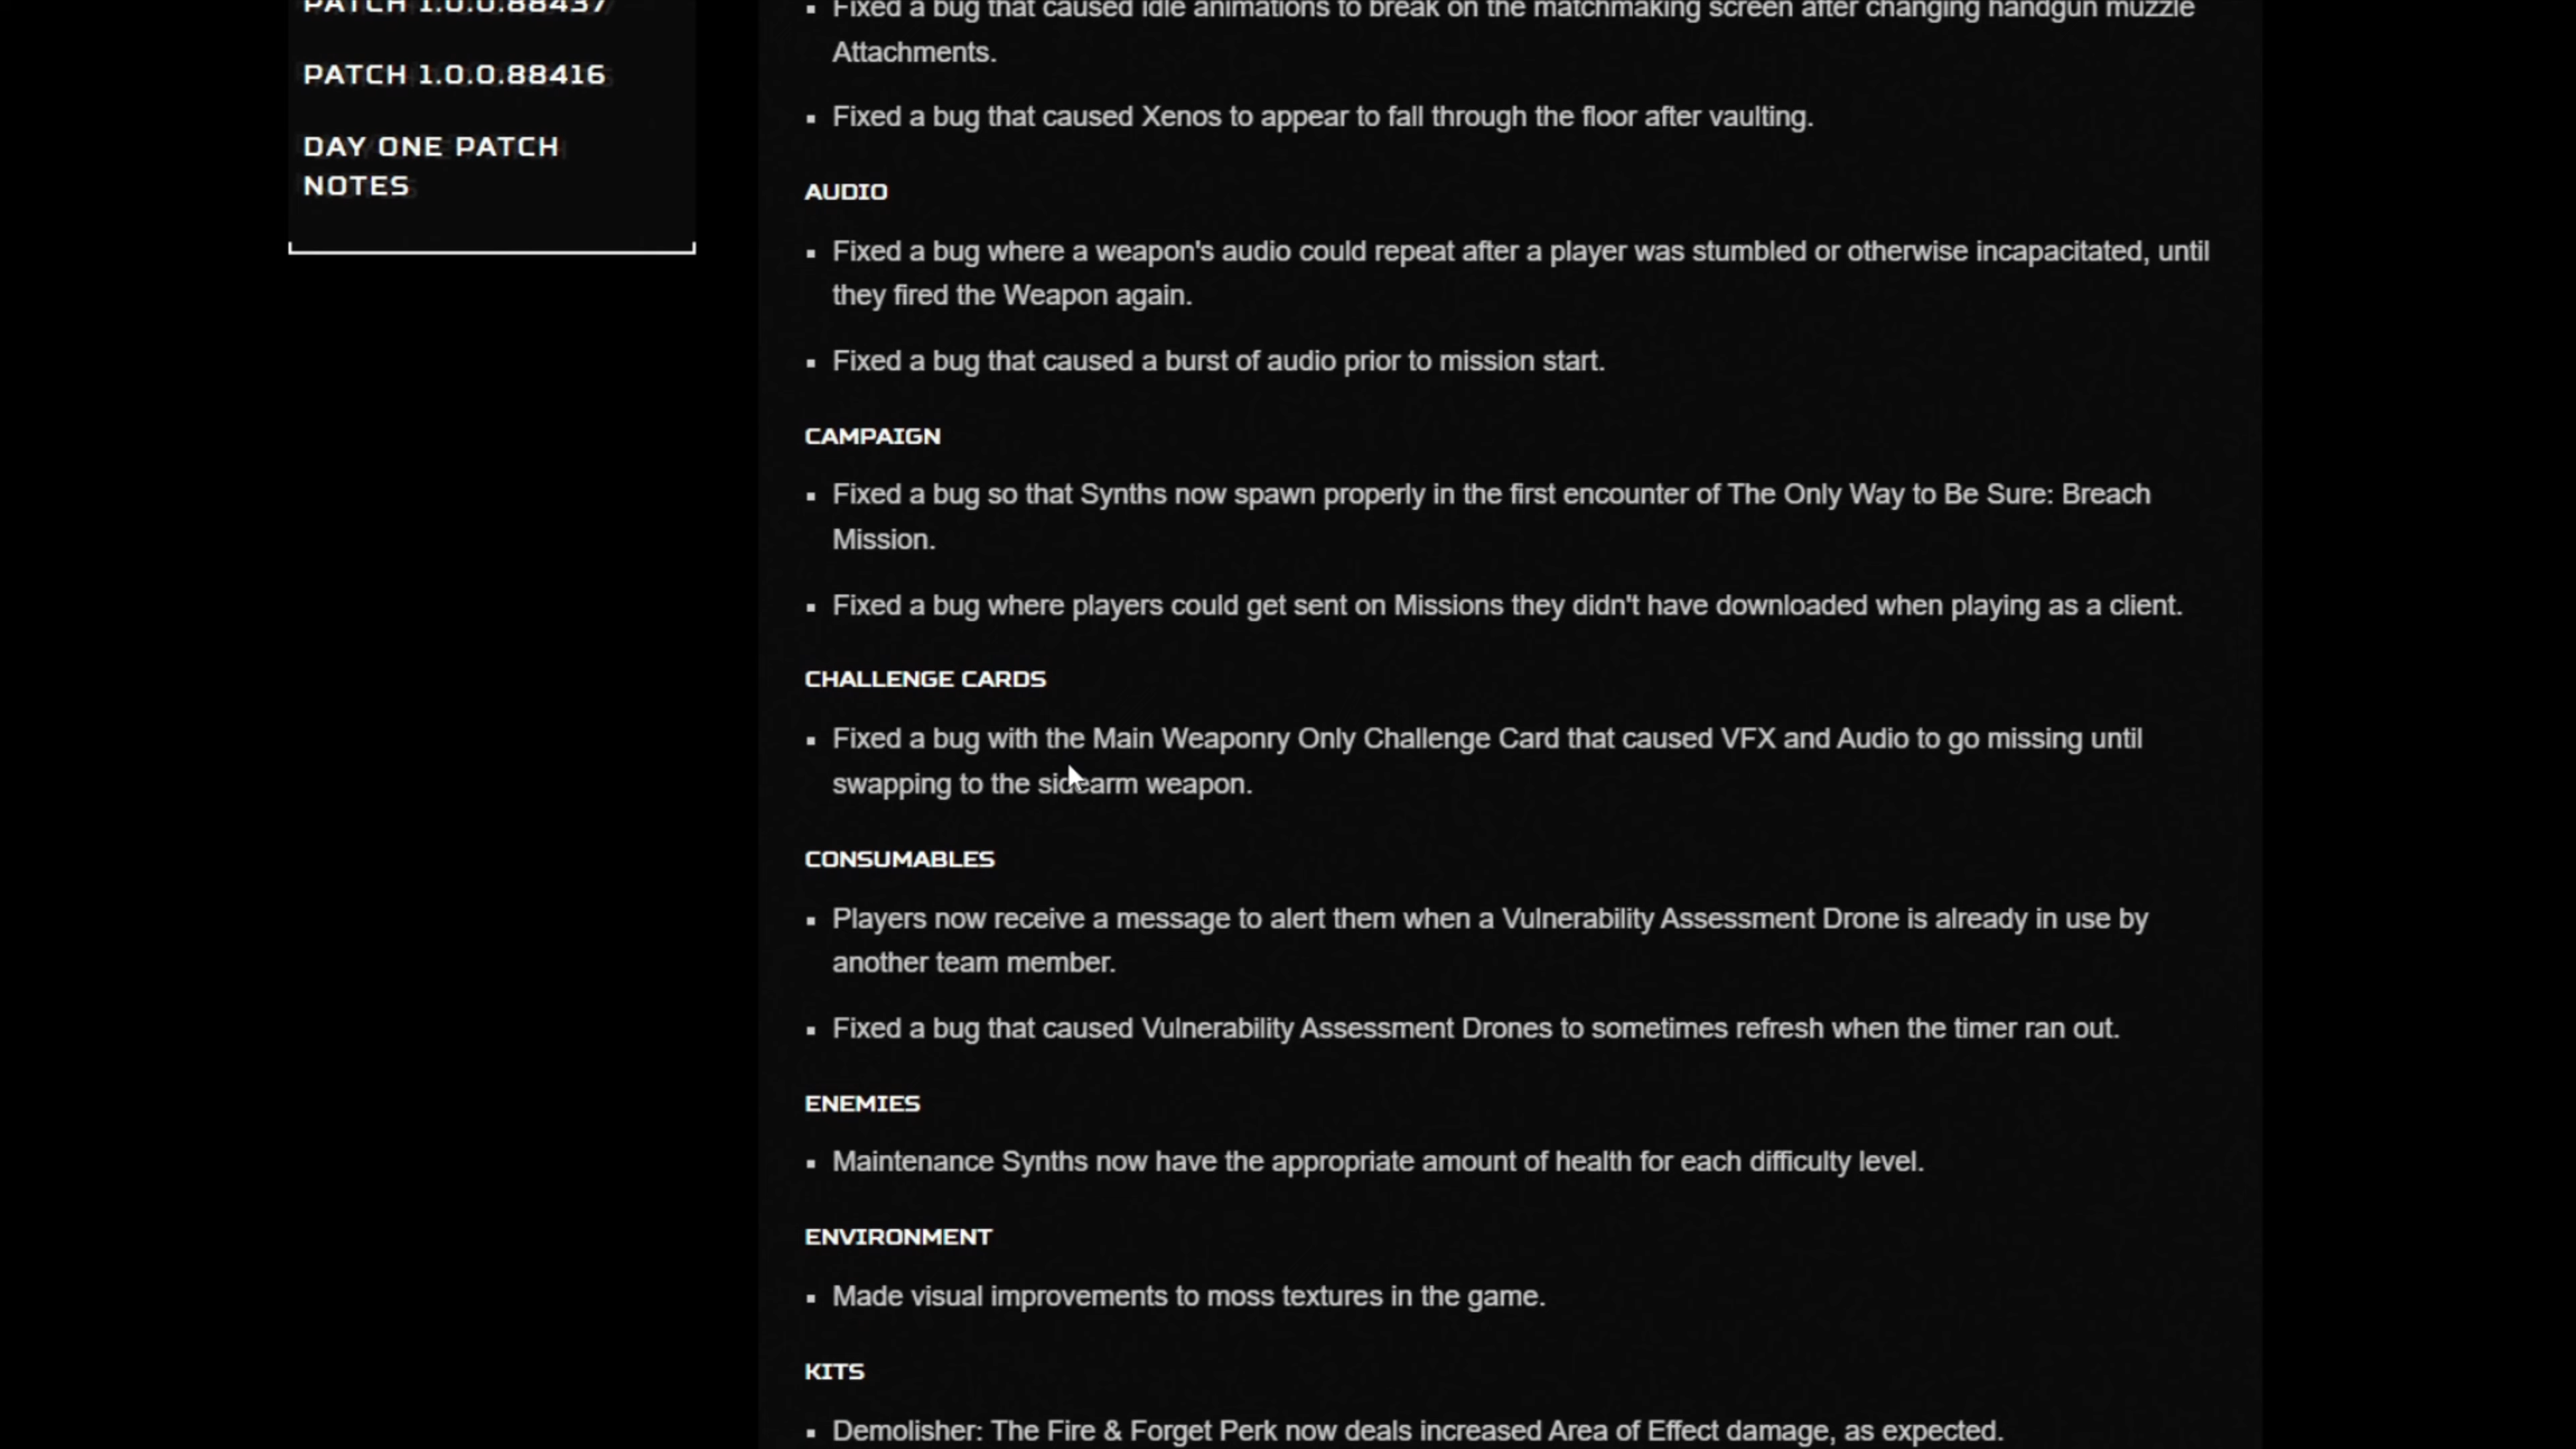 PATCH 1.0.0.88437
PATCH 1.0.0.88416
DAY ONE PATCH
NOTES
▪ Fixed a bug that caused idle animations to break on the matchmaking screen after changing handgun muzzle
Attachments.
▪ Fixed a bug that caused Xenos to appear to fall through the floor after vaulting.
AUDIO
▪ Fixed a bug where a weapon's audio could repeat after a player was stumbled or otherwise incapacitated, until
they fired the Weapon again.
▪ Fixed a bug that caused a burst of audio prior to mission start.
CAMPAIGN
▪ Fixed a bug so that Synths now spawn properly in the first encounter of The Only Way to Be Sure: Breach
Mission.
▪ Fixed a bug where players could get sent on Missions they didn't have downloaded when playing as a client.
CHALLENGE CARDS
▪ Fixed a bug with the Main Weaponry Only Challenge Card that caused VFX and Audio to go missing until
swapping to the sidearm weapon.
CONSUMABLES
▪ Players now receive a message to alert them when a Vulnerability Assessment Drone is already in use by
another team member.
▪ Fixed a bug that caused Vulnerability Assessment Drones to sometimes refresh when the timer ran out.
ENEMIES
▪ Maintenance Synths now have the appropriate amount of health for each difficulty level.
ENVIRONMENT
▪ Made visual improvements to moss textures in the game.
KITS
▪ Demolisher: The Fire & Forget Perk now deals increased Area of Effect damage, as expected.